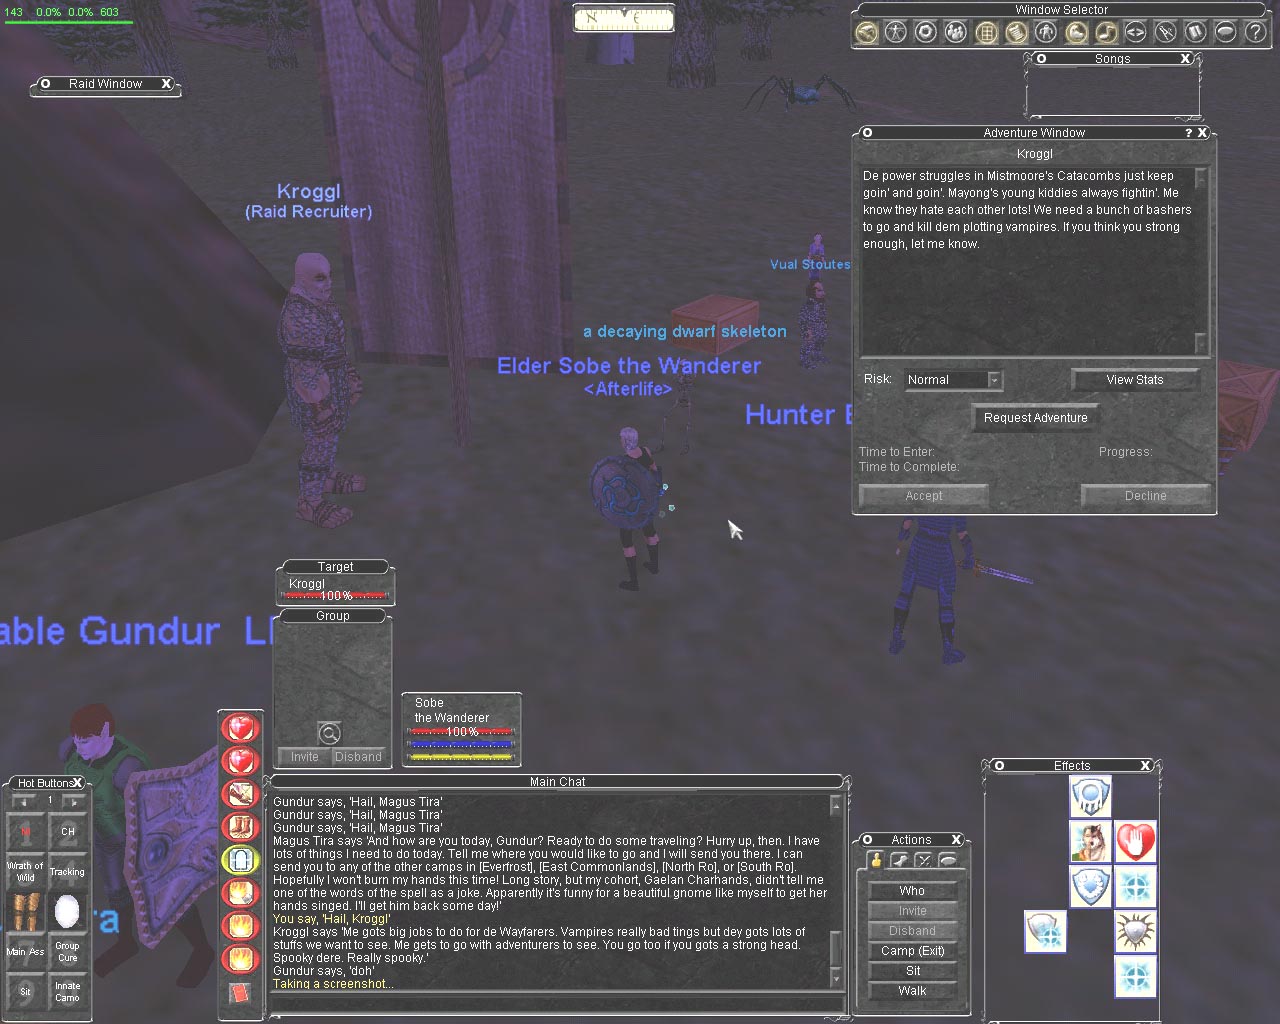 143 0.0% 0.0% 603
N E
Window Selector
Raid Window X
Songs X
Adventure Window ? X
Kroggl
De power struggles in Mistmoore's Catacombs just keep
goin' and goin'. Mayong's young kiddies always fightin'. Me
know they hate each other lots! We need a bunch of bashers
to go and kill dem plotting vampires. If you think you strong
enough, let me know.
Risk: Normal View Stats
Request Adventure
Time to Enter: Progress:
Time to Complete:
Accept Decline
Kroggl
(Raid Recruiter)
Vual Stoutes
a decaying dwarf skeleton
Elder Sobe the Wanderer
<Afterlife>
Hunter
able Gundur
ra
Target
Kroggl
100%
Group
Invite Disband
Sobe
the Wanderer
100%
Hot Buttons X
1
CH
Wrath of
Wild
Tracking
Main Ass
Group
Cure
Sit
Innate
Camo
Main Chat
Gundur says, 'Hail, Magus Tira'
Gundur says, 'Hail, Magus Tira'
Gundur says, 'Hail, Magus Tira'
Magus Tira says 'And how are you today, Gundur? Ready to do some traveling? Hurry up, then. I have
lots of things I need to do today. Tell me where you would like to go and I will send you there. I can
send you to any of the other camps in [Everfrost], [East Commonlands], [North Ro], or [South Ro].
Hopefully I won't burn my hands this time! Long story, but my cohort, Gaelan Charhands, didn't tell me
one of the words of the spell as a joke. Apparently it's funny for a beautiful gnome like myself to get her
hands singed. I'll get him back some day!'
You say, 'Hail, Kroggl'
Kroggl says 'Me gots big jobs to do for de Wayfarers. Vampires really bad tings but dey gots lots of
stuffs we want to see. Me gets to go with adventurers to see. You go too if you gots a strong head.
Spooky dere. Really spooky.'
Gundur says, 'doh'
Taking a screenshot...
Actions X
Who
Invite
Disband
Camp (Exit)
Sit
Walk
Effects X